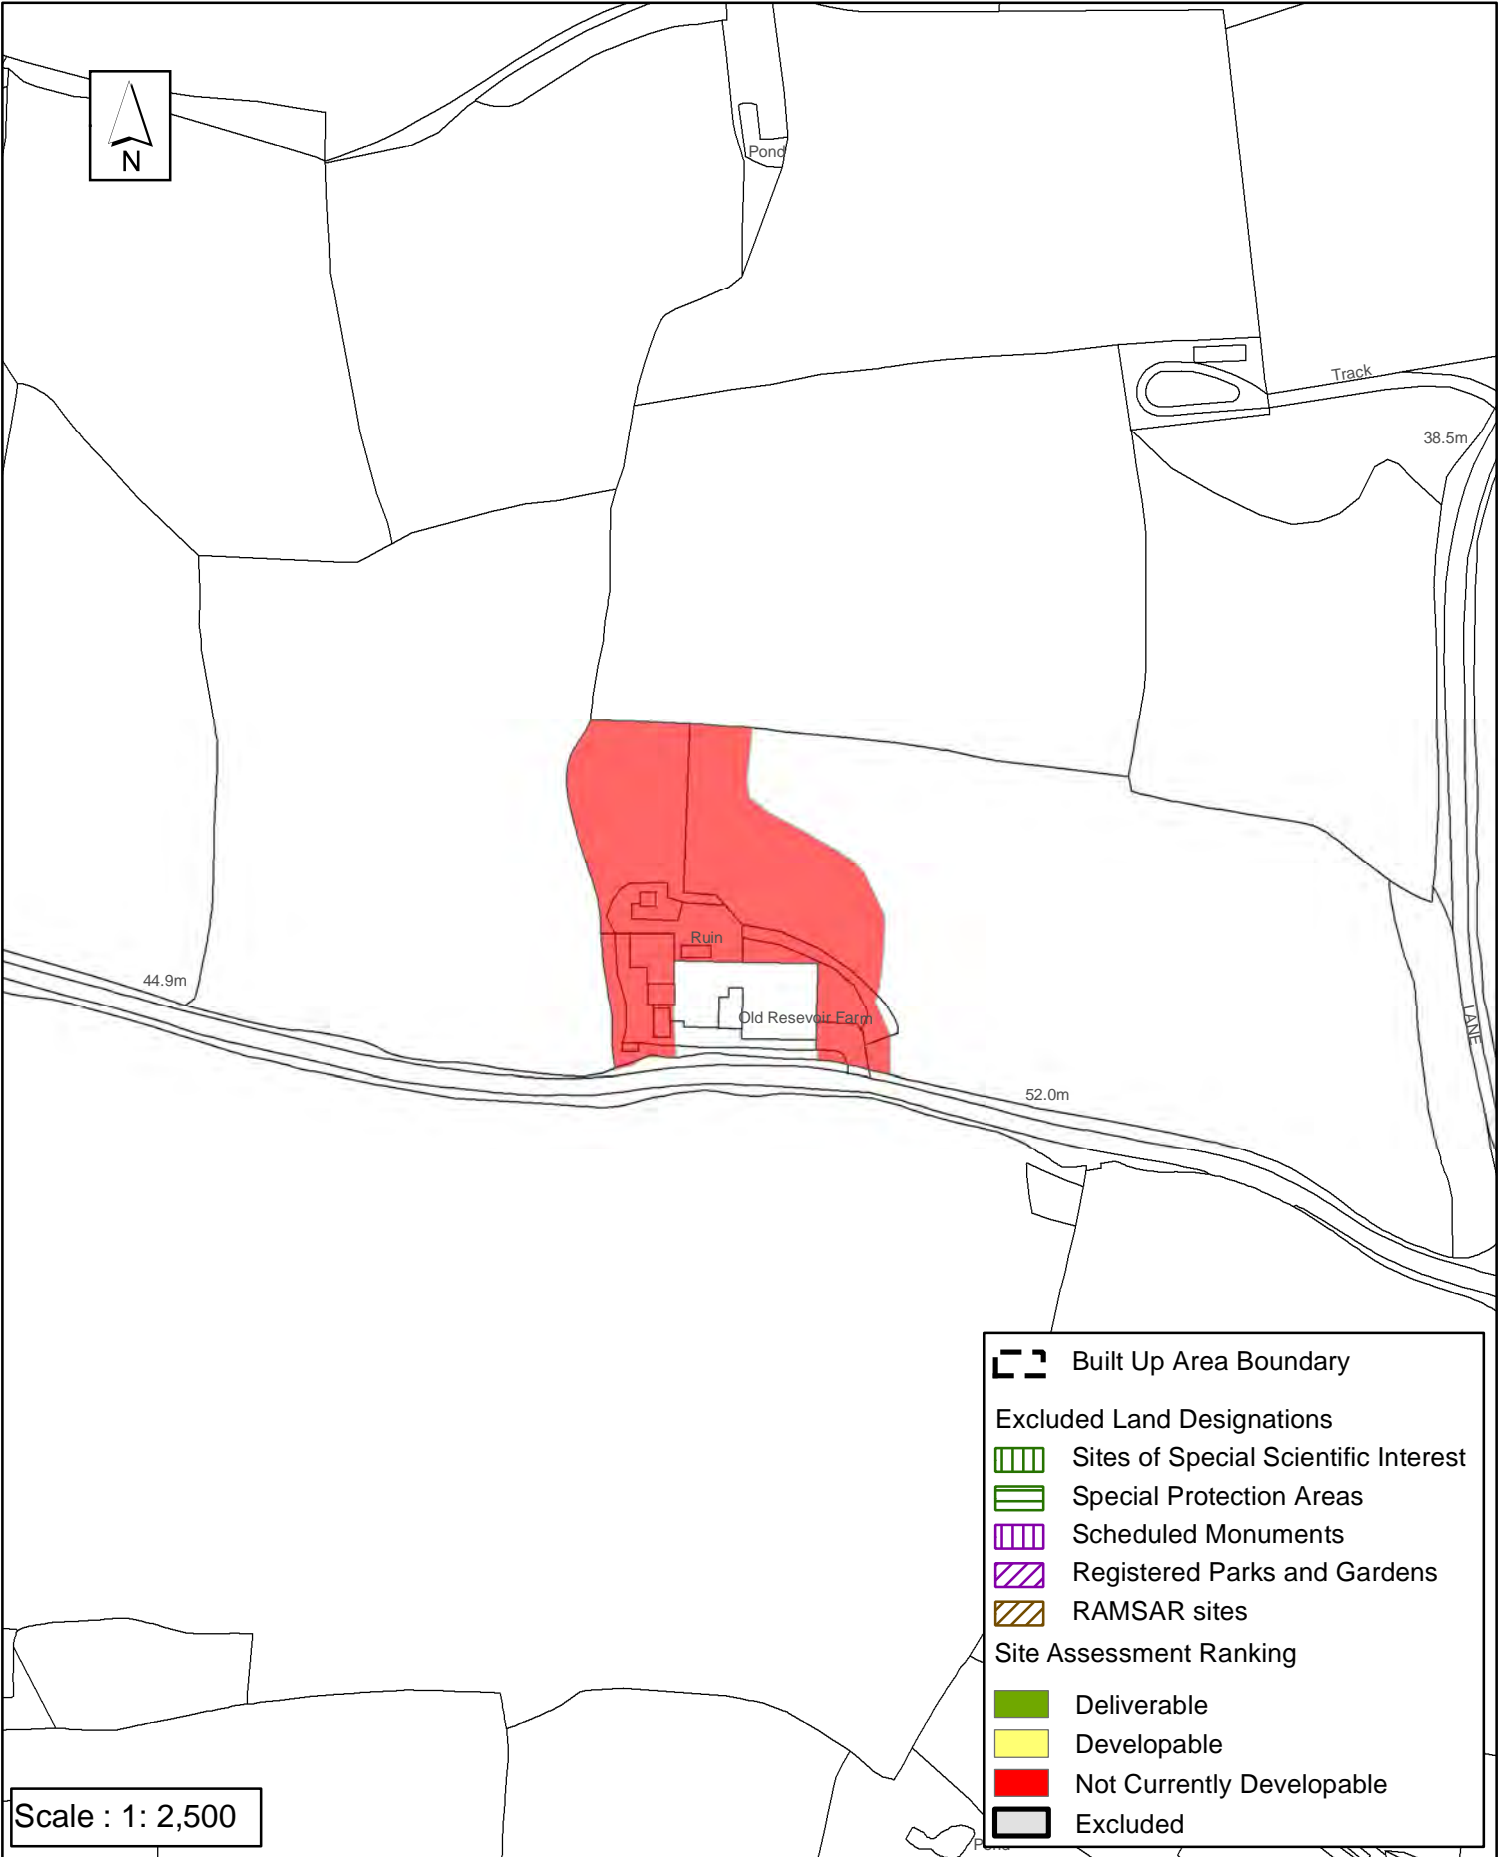 N
Pond
Track
38.5m
Ruin
44.9m
Old Resevoir Farm
LANE
52.0m
Built Up Area Boundary
Excluded Land Designations
Sites of Special Scientific Interest
Special Protection Areas
Scheduled Monuments
Registered Parks and Gardens
RAMSAR sites
Site Assessment Ranking
Deliverable
Developable
Not Currently Developable
Excluded
Scale : 1: 2,500
Pond